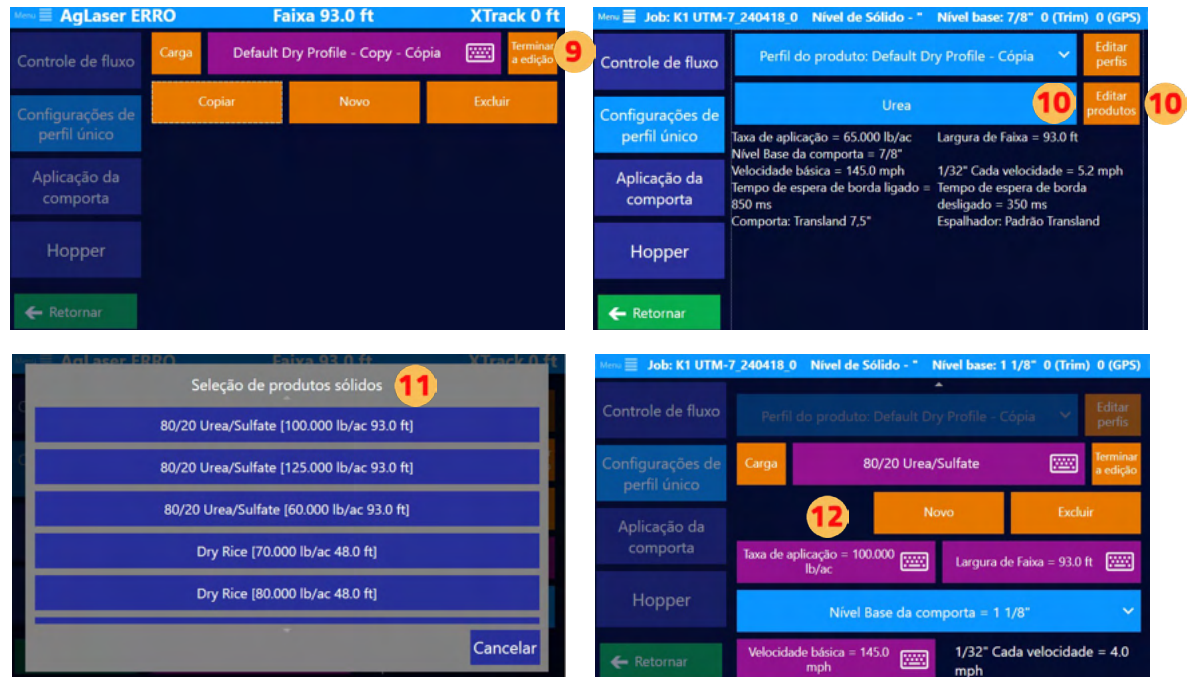 Menu AgLaser ERRO Faixa 93.0 ft XTrack 0 ft
Controle de fluxo
Configurações de
perfil único
Aplicação da
comporta
Hopper
Retornar
Carga
Default Dry Profile - Copy - Cópia
Terminar
a edição
9
Copiar
Novo
Excluir
Menu Job: K1 UTM-7_240418_0 Nível de Sólido - " Nível base: 7/8" 0 (Trim) 0 (GPS)
Controle de fluxo
Configurações de
perfil único
Aplicação da
comporta
Hopper
Retornar
Perfil do produto: Default Dry Profile - Cópia
Editar
perfis
Urea
10
Editar
produtos
10
Taxa de aplicação = 65.000 lb/ac Largura de Faixa = 93.0 ft
Nível Base da comporta = 7/8"
Velocidade básica = 145.0 mph 1/32" Cada velocidade = 5.2 mph
Tempo de espera de borda ligado = Tempo de espera de borda
850 ms desligado = 350 ms
Comporta: Transland 7,5" Espalhador: Padrão Transland
Menu AgLaser ERRO Faixa 93.0 ft XTrack 0 ft
Seleção de produtos sólidos
11
80/20 Urea/Sulfate [100.000 lb/ac 93.0 ft]
80/20 Urea/Sulfate [125.000 lb/ac 93.0 ft]
80/20 Urea/Sulfate [60.000 lb/ac 93.0 ft]
Dry Rice [70.000 lb/ac 48.0 ft]
Dry Rice [80.000 lb/ac 48.0 ft]
Cancelar
Menu Job: K1 UTM-7_240418_0 Nível de Sólido - " Nível base: 1 1/8" 0 (Trim) 0 (GPS)
Controle de fluxo
Configurações de
perfil único
Aplicação da
comporta
Hopper
Retornar
Perfil do produto: Default Dry Profile - Cópia
Editar
perfis
Carga
80/20 Urea/Sulfate
Terminar
a edição
12
Novo
Excluir
Taxa de aplicação = 100.000
lb/ac
Largura de Faixa = 93.0 ft
Nível Base da comporta = 1 1/8"
Velocidade básica = 145.0
mph
1/32" Cada velocidade = 4.0
mph